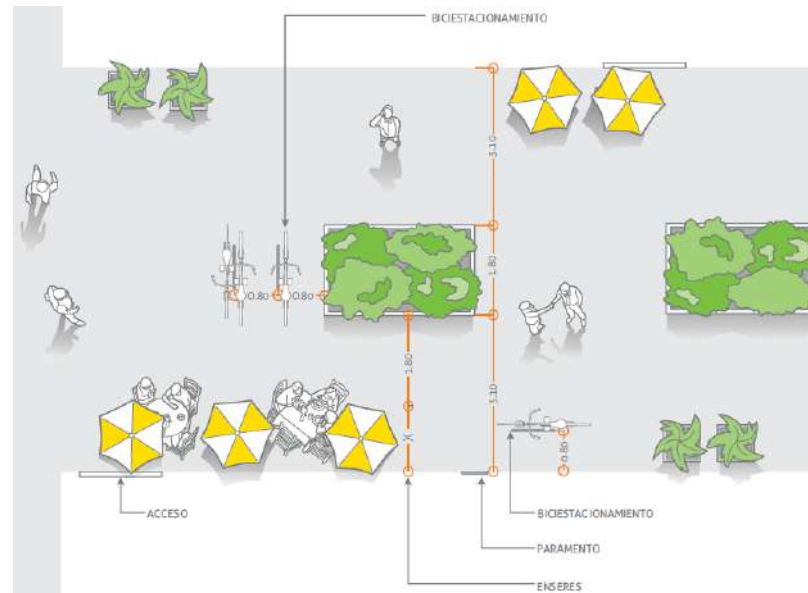 BICIESTACIONAMIENTO
3.10
1.80
0.80
0.80
1.80
3.10
X
0.80
ACCESO
BICIESTACIONAMIENTO
PARAMENTO
ENSERES